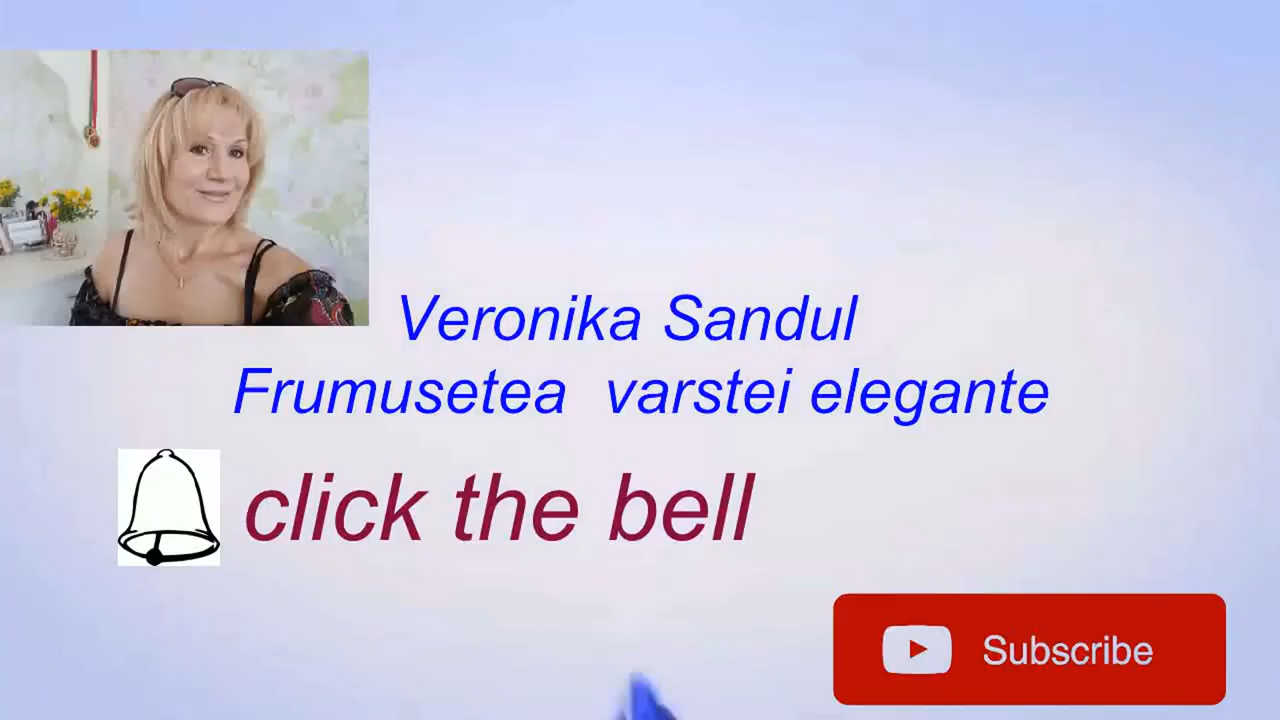 Veronika Sandul
Frumusetea varstei elegante
click the bell
Subscribe